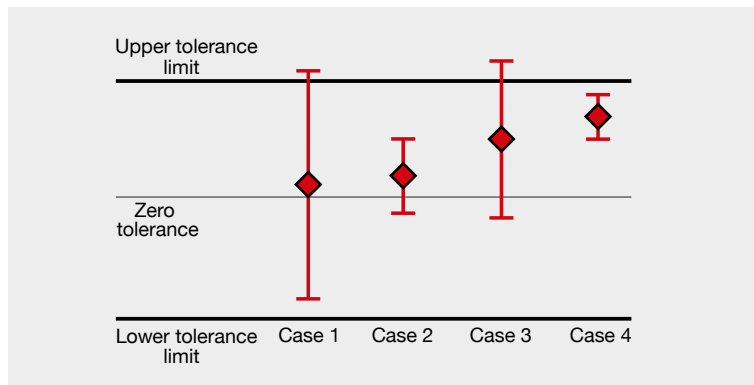 Upper tolerance
limit
Zero
tolerance
Lower tolerance
limit
Case 1
Case 2
Case 3
Case 4